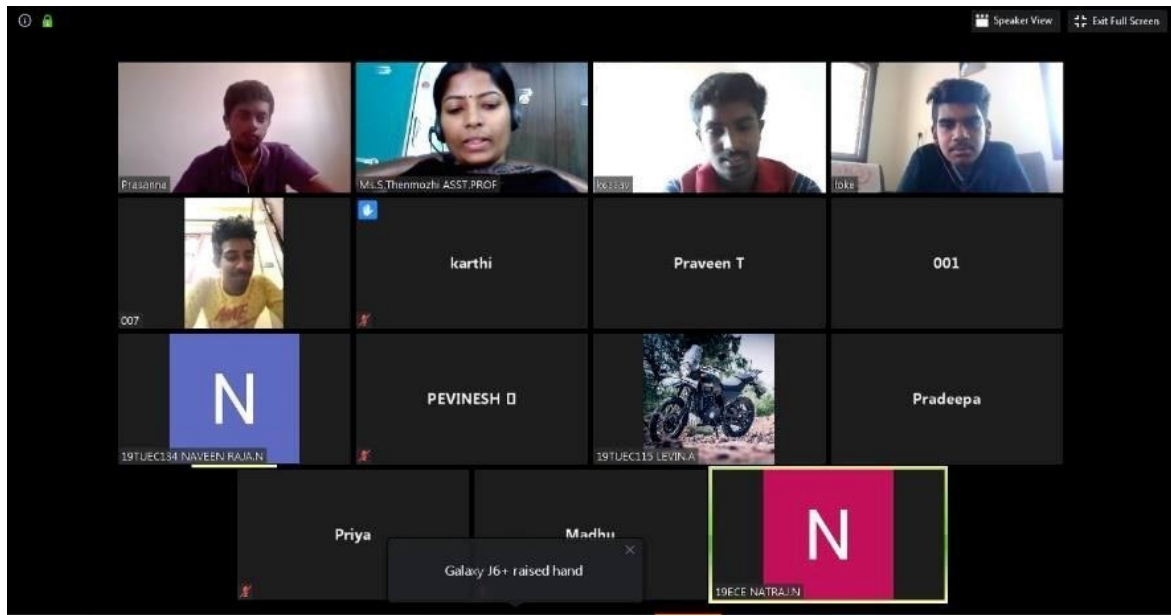 Speaker View
Exit Full Screen
Prasanna
Ms.S.Thenmozhi ASST.PROF
loke
007
karthi
Praveen T
001
N
19TUEC134 NAVEEN RAJA.N
PEVINESH
19TUEC115 LEVIN.A
Pradeepa
Priya
Madhu
N
19ECE NATRAJ.N
Galaxy J6+ raised hand